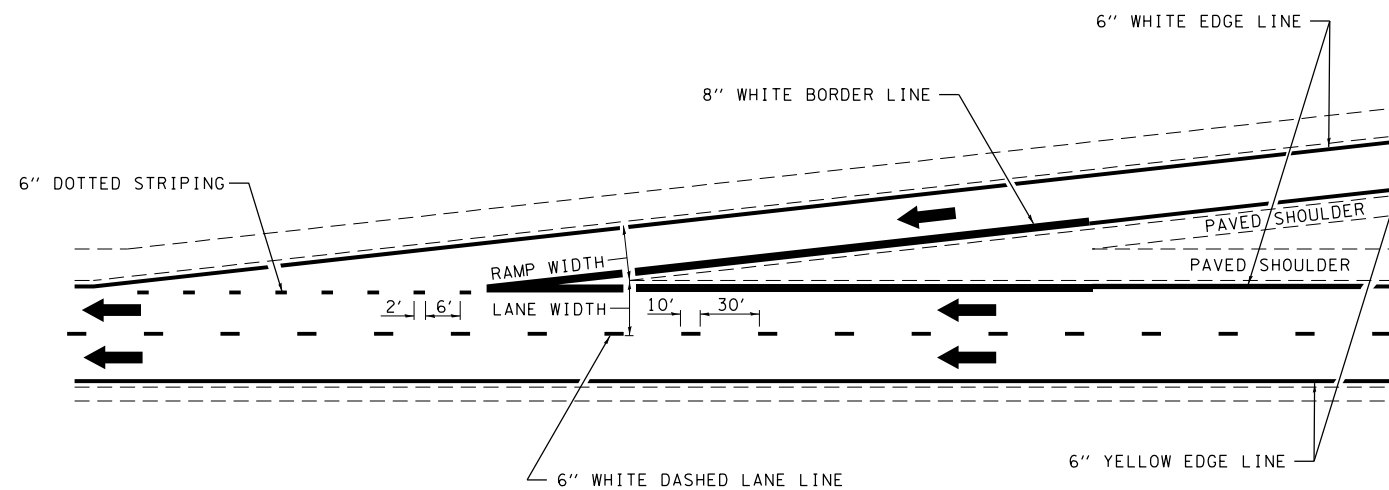 6" WHITE EDGE LINE
8" WHITE BORDER LINE
6" DOTTED STRIPING
PAVED SHOULDER
RAMP WIDTH
PAVED SHOULDER
2' 6' LANE WIDTH 10' 30'
6" YELLOW EDGE LINE
6" WHITE DASHED LANE LINE